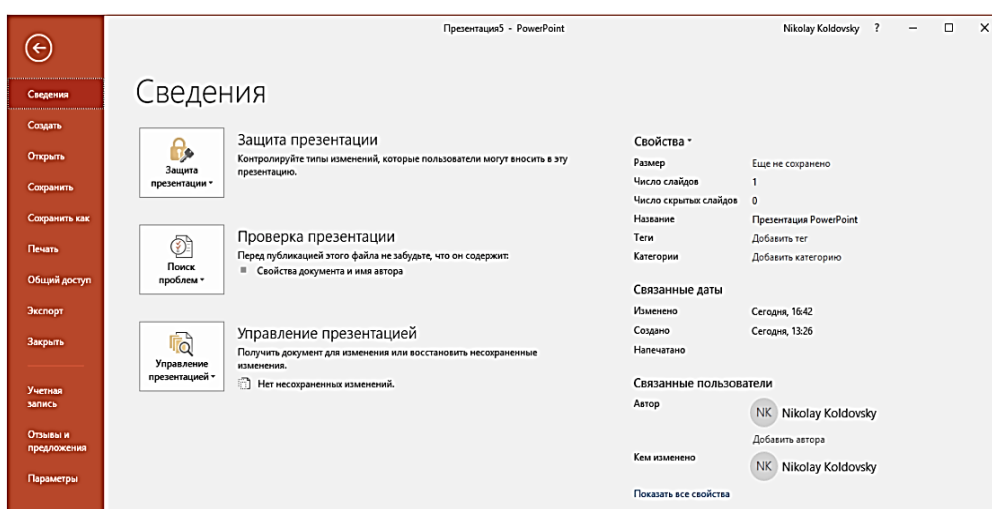 Презентация5 - PowerPoint
Nikolay Koldovsky ?
Сведения
Создать
Открыть
Сохранить
Сохранить как
Печать
Общий доступ
Экспорт
Закрыть
Учетная
запись
Отзывы и
предложения
Параметры
Сведения
Защита
презентации
Защита презентации
Контролируйте типы изменений, которые пользователи могут вносить в эту
презентацию.
Поиск
проблем
Проверка презентации
Перед публикацией этого файла не забудьте, что он содержит:
Свойства документа и имя автора
Управление
презентацией
Управление презентацией
Получить документ для изменения или восстановить несохраненные
изменения.
Нет несохраненных изменений.
Свойства
Размер Еще не сохранено
Число слайдов 1
Число скрытых слайдов 0
Название Презентация PowerPoint
Теги Добавить тег
Категории Добавить категорию
Связанные даты
Изменено Сегодня, 16:42
Создано Сегодня, 13:26
Напечатано
Связанные пользователи
Автор NK Nikolay Koldovsky
Добавить автора
Кем изменено NK Nikolay Koldovsky
Показать все свойства